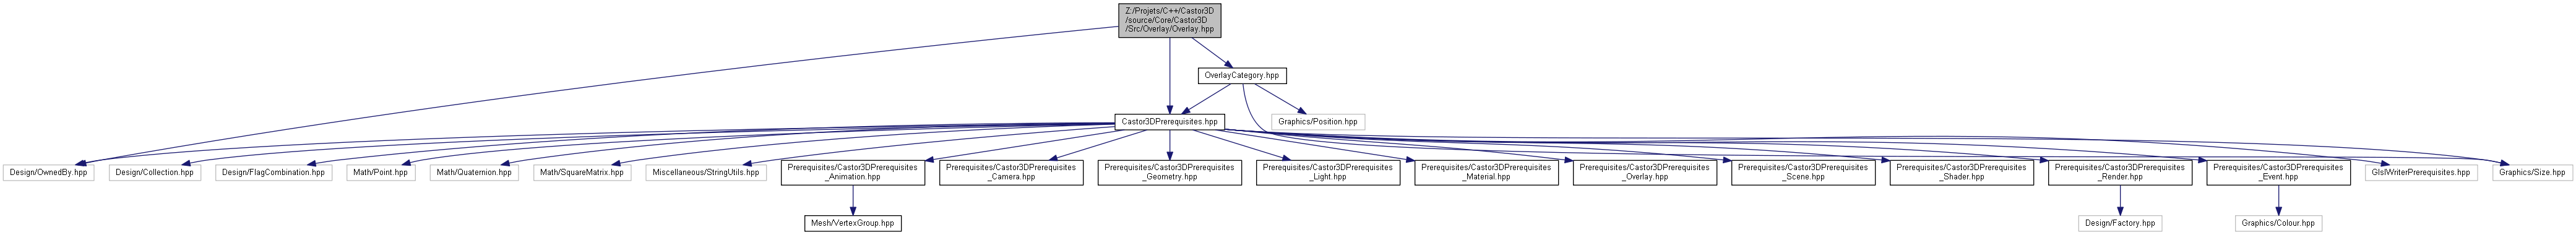 Z:/Projets/C++/Castor3D
/source/Core/Castor3D
/Src/Overlay/Overlay.hpp
OverlayCategory.hpp
Castor3DPrerequisites.hpp
Graphics/Position.hpp
Design/OwnedBy.hpp
Design/Collection.hpp
Design/FlagCombination.hpp
Math/Point.hpp
Math/Quaternion.hpp
Math/SquareMatrix.hpp
Miscellaneous/StringUtils.hpp
Prerequisites/Castor3DPrerequisites
_Animation.hpp
Prerequisites/Castor3DPrerequisites
_Camera.hpp
Prerequisites/Castor3DPrerequisites
_Geometry.hpp
Prerequisites/Castor3DPrerequisites
_Light.hpp
Prerequisites/Castor3DPrerequisites
_Material.hpp
Prerequisites/Castor3DPrerequisites
_Overlay.hpp
Prerequisites/Castor3DPrerequisites
_Scene.hpp
Prerequisites/Castor3DPrerequisites
_Shader.hpp
Prerequisites/Castor3DPrerequisites
_Render.hpp
Prerequisites/Castor3DPrerequisites
_Event.hpp
GlslWriterPrerequisites.hpp
Graphics/Size.hpp
Mesh/VertexGroup.hpp
Design/Factory.hpp
Graphics/Colour.hpp